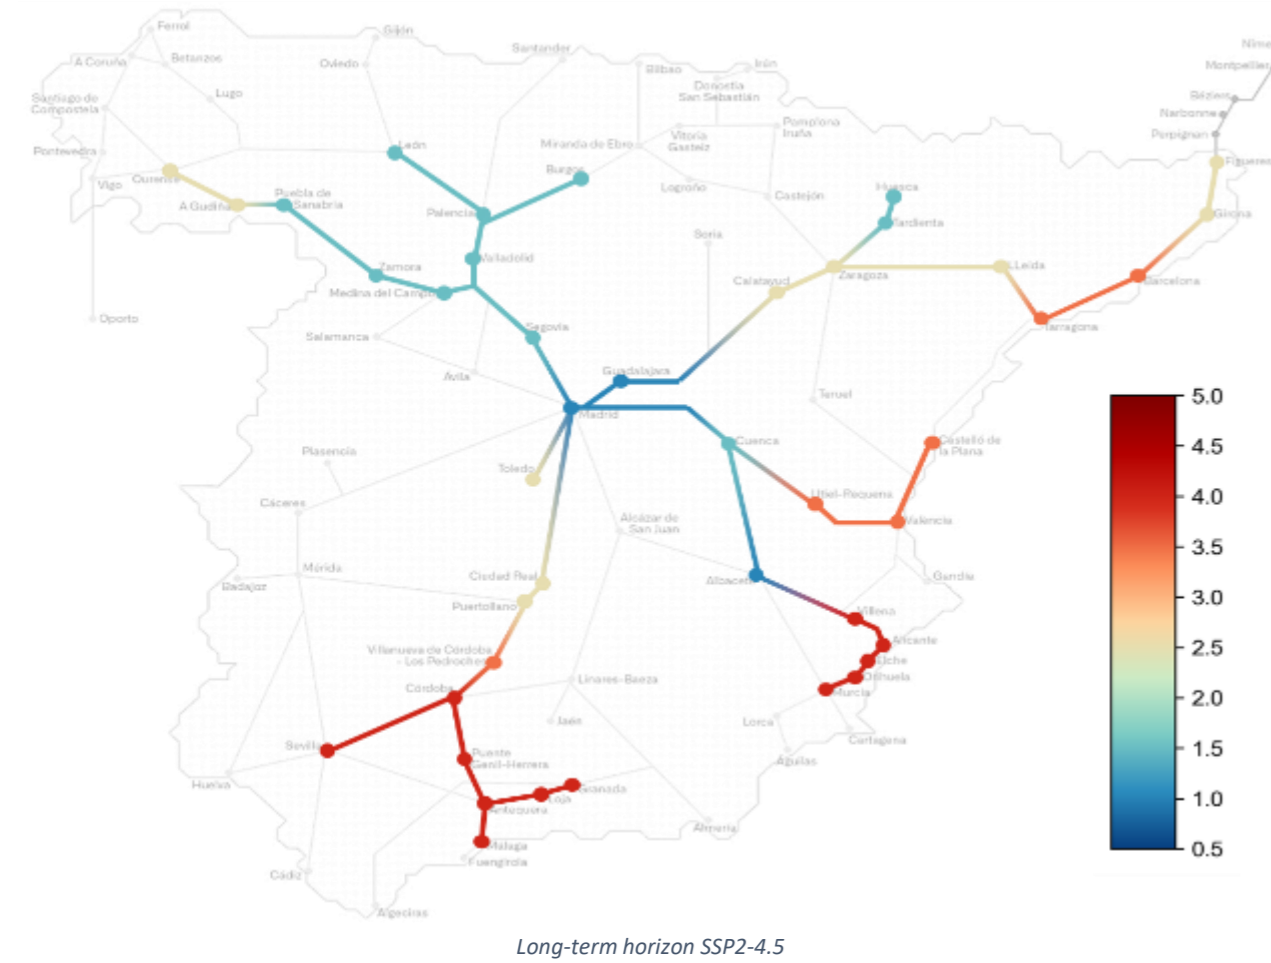 Ferrol
Gijón
A Coruña
Betanzos
Oviedo
Santander
Bilbao
Irún
Donostia
San Sebastián
Montpellier
Béziers
Narbonne
Perpignan
Santiago de
Compostela
Lugo
Pontevedra
León
Miranda de Ebro
Vitoria
Gasteiz
Pamplona
Iruña
Figueres
Vigo
Ourense
A Gudiña
Puebla de
Sanabria
Palencia
Burgos
Logroño
Castejón
Huesca
Tardienta
Girona
Soria
Zamora
Valladolid
Medina del Campo
Calatayud
Zaragoza
LLeida
Barcelona
Oporto
Salamanca
Segovia
Tarragona
Ávila
Guadalajara
Madrid
Teruel
Cuenca
Castelló de
la Plana
Plasencia
Toledo
Cáceres
Utiel-Requena
València
Alcázar de
San Juan
Mérida
Badajoz
Ciudad Real
Puertollano
Albacete
Gandia
Villena
Alicante
Elche
Orihuela
Murcia
Villanueva de Córdoba
- Los Pedroches
Córdoba
Linares-Baeza
Jaén
Lorca
Cartagena
Águilas
Sevilla
Huelva
Puente
Genil-Herrera
Antequera
Loja
Granada
Almería
Málaga
Fuengirola
Cádiz
Algeciras
5.0
4.5
4.0
3.5
3.0
2.5
2.0
1.5
1.0
0.5
Long-term horizon SSP2-4.5